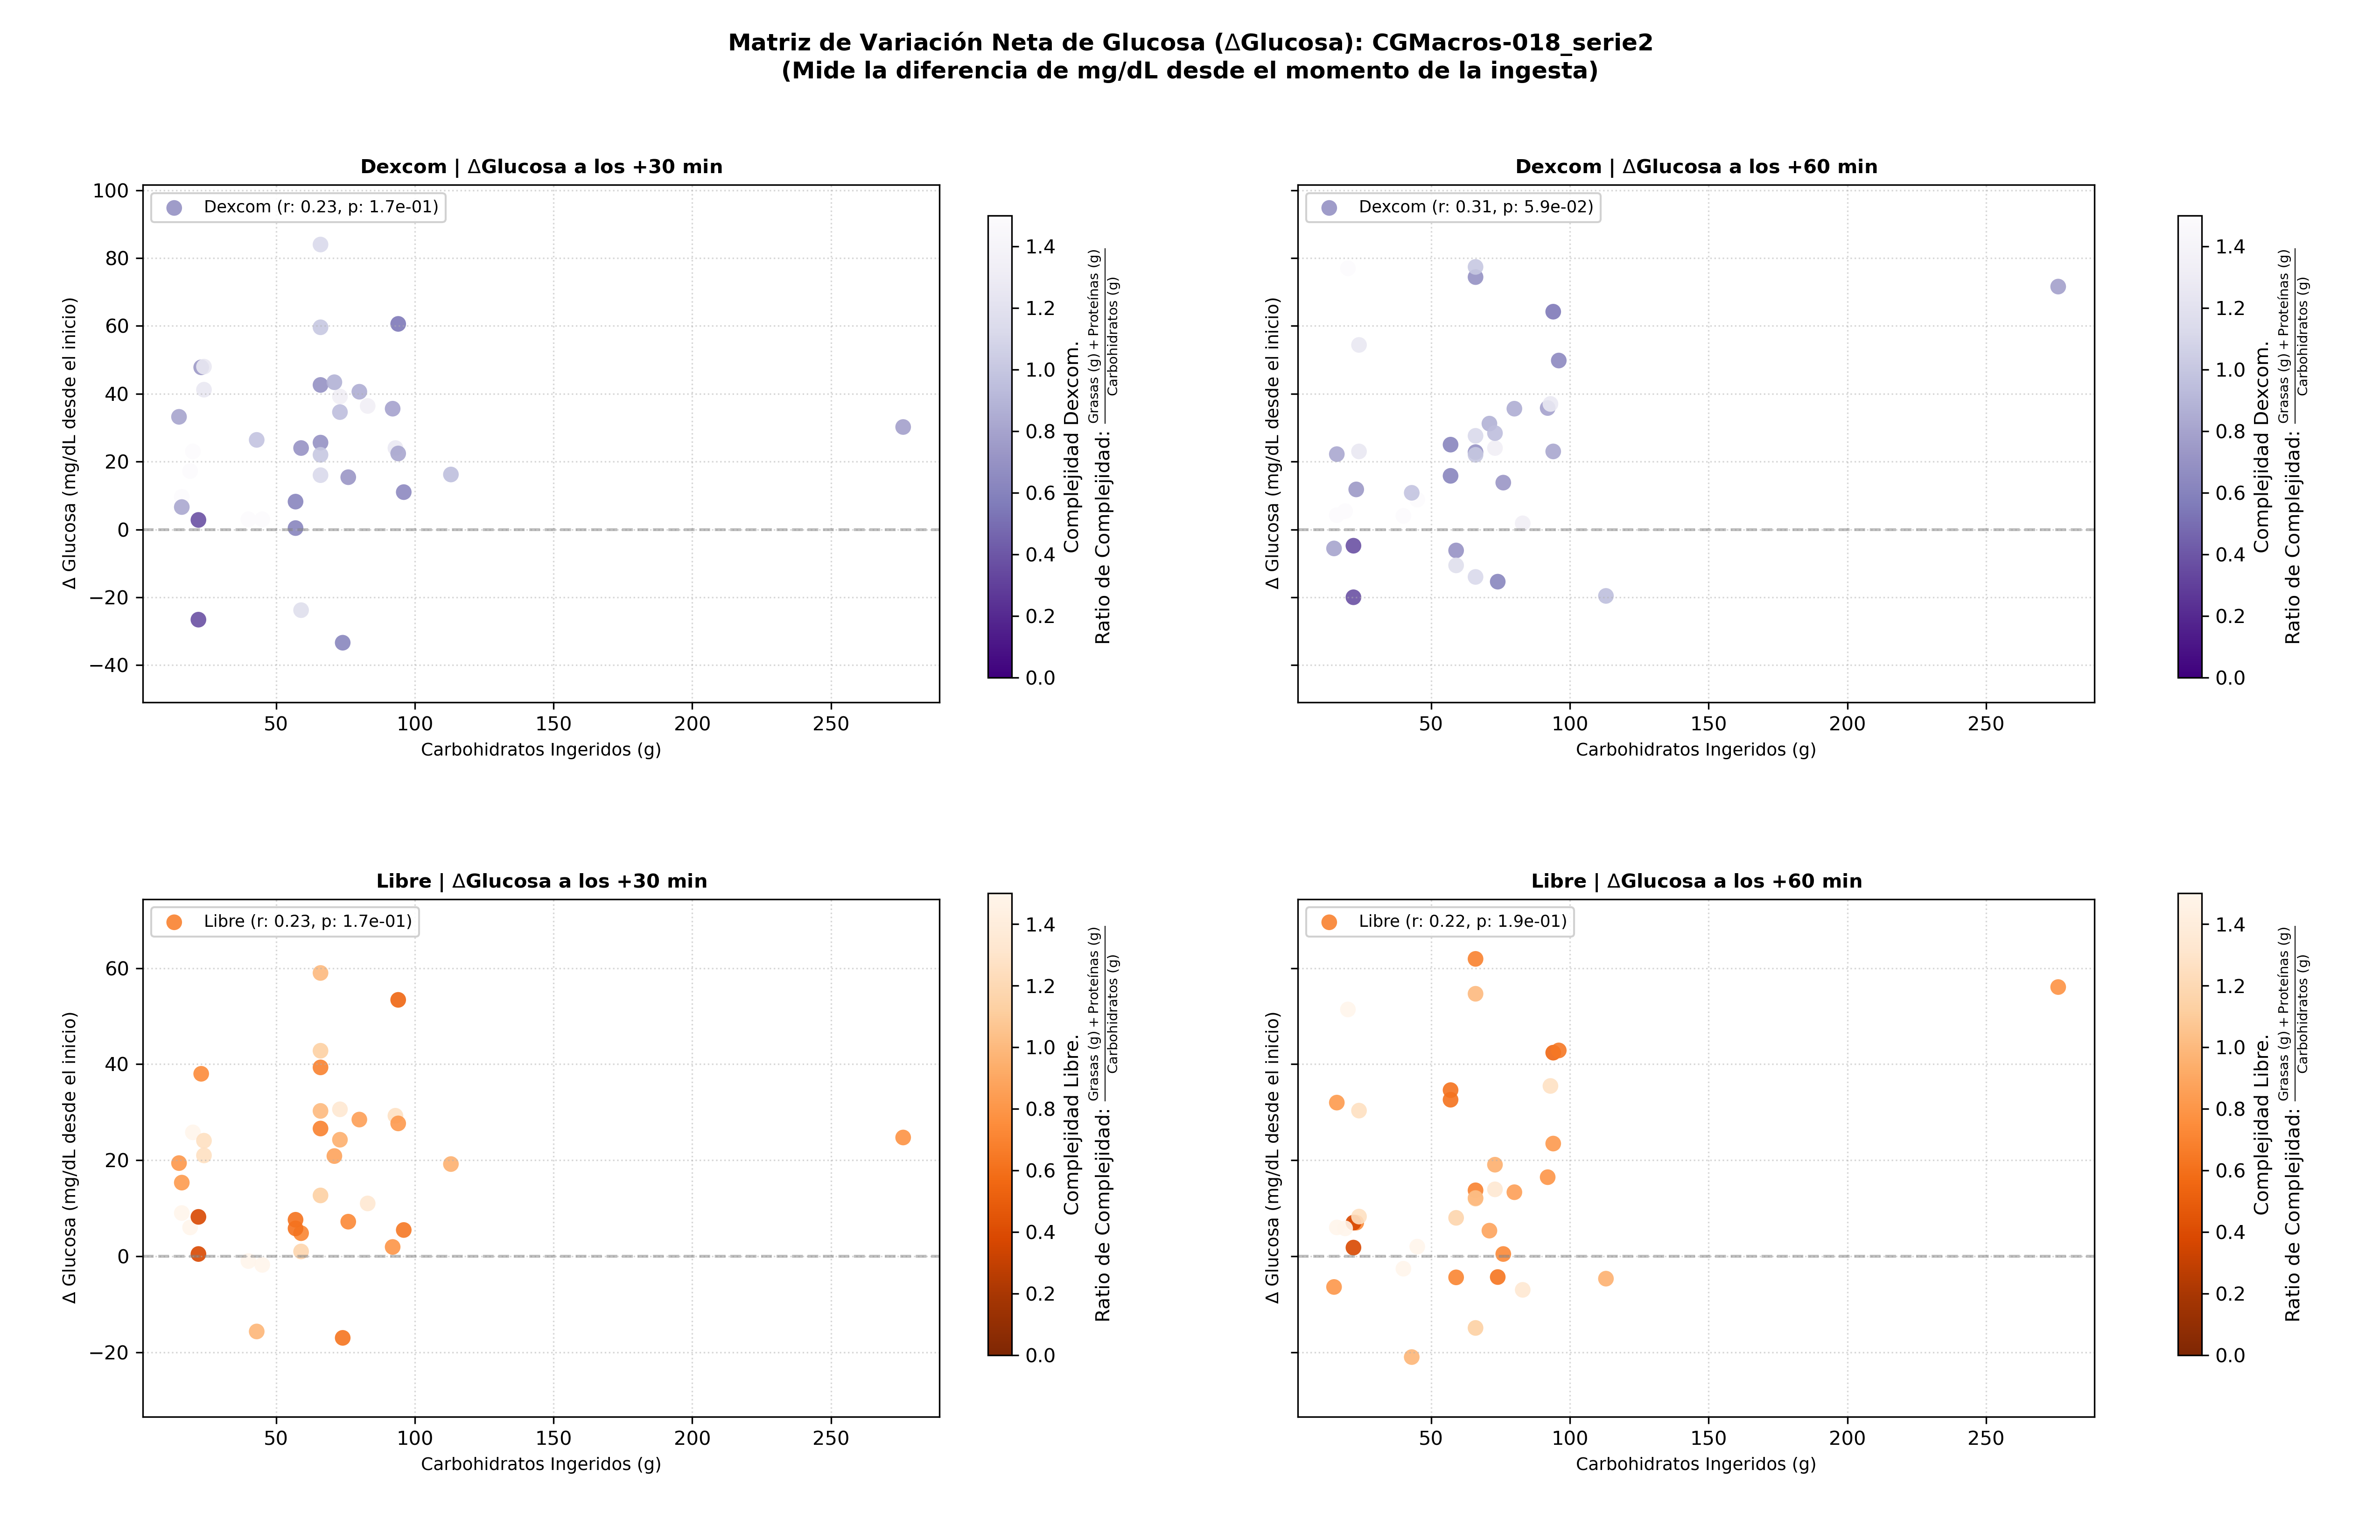 Matriz de Variación Neta de Glucosa (ΔGlucosa): CGMacros-018_serie2
(Mide la diferencia de mg/dL desde el momento de la ingesta)
Dexcom | ΔGlucosa a los +30 min
Dexcom (r: 0.23, p: 1.7e-01)
Δ Glucosa (mg/dL desde el inicio)
100
80
60
40
20
0
−20
−40
50
100
150
200
250
Carbohidratos Ingeridos (g)
1.4
1.2
1.0
0.8
0.6
0.4
0.2
0.0
Complejidad Dexcom.
Ratio de Complejidad: Grasas (g) + Proteínas (g)
Carbohidratos (g)
Dexcom | ΔGlucosa a los +60 min
Dexcom (r: 0.31, p: 5.9e-02)
Δ Glucosa (mg/dL desde el inicio)
50
100
150
200
250
Carbohidratos Ingeridos (g)
1.4
1.2
1.0
0.8
0.6
0.4
0.2
0.0
Complejidad Dexcom.
Ratio de Complejidad: Grasas (g) + Proteínas (g)
Carbohidratos (g)
Libre | ΔGlucosa a los +30 min
Libre (r: 0.23, p: 1.7e-01)
Δ Glucosa (mg/dL desde el inicio)
60
40
20
0
−20
50
100
150
200
250
Carbohidratos Ingeridos (g)
1.4
1.2
1.0
0.8
0.6
0.4
0.2
0.0
Complejidad Libre.
Ratio de Complejidad: Grasas (g) + Proteínas (g)
Carbohidratos (g)
Libre | ΔGlucosa a los +60 min
Libre (r: 0.22, p: 1.9e-01)
Δ Glucosa (mg/dL desde el inicio)
50
100
150
200
250
Carbohidratos Ingeridos (g)
1.4
1.2
1.0
0.8
0.6
0.4
0.2
0.0
Complejidad Libre.
Ratio de Complejidad: Grasas (g) + Proteínas (g)
Carbohidratos (g)